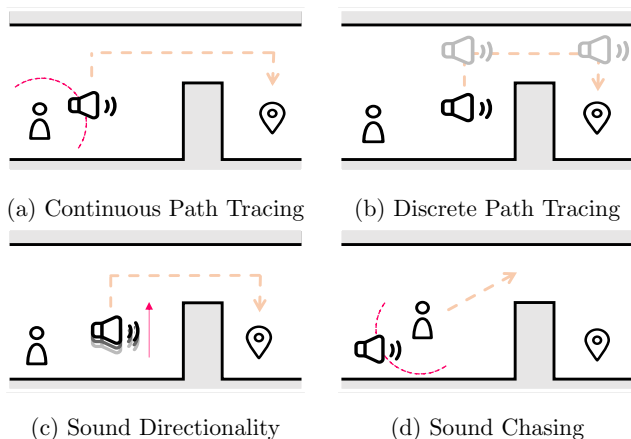 (a) Continuous Path Tracing
(b) Discrete Path Tracing
(c) Sound Directionality
(d) Sound Chasing